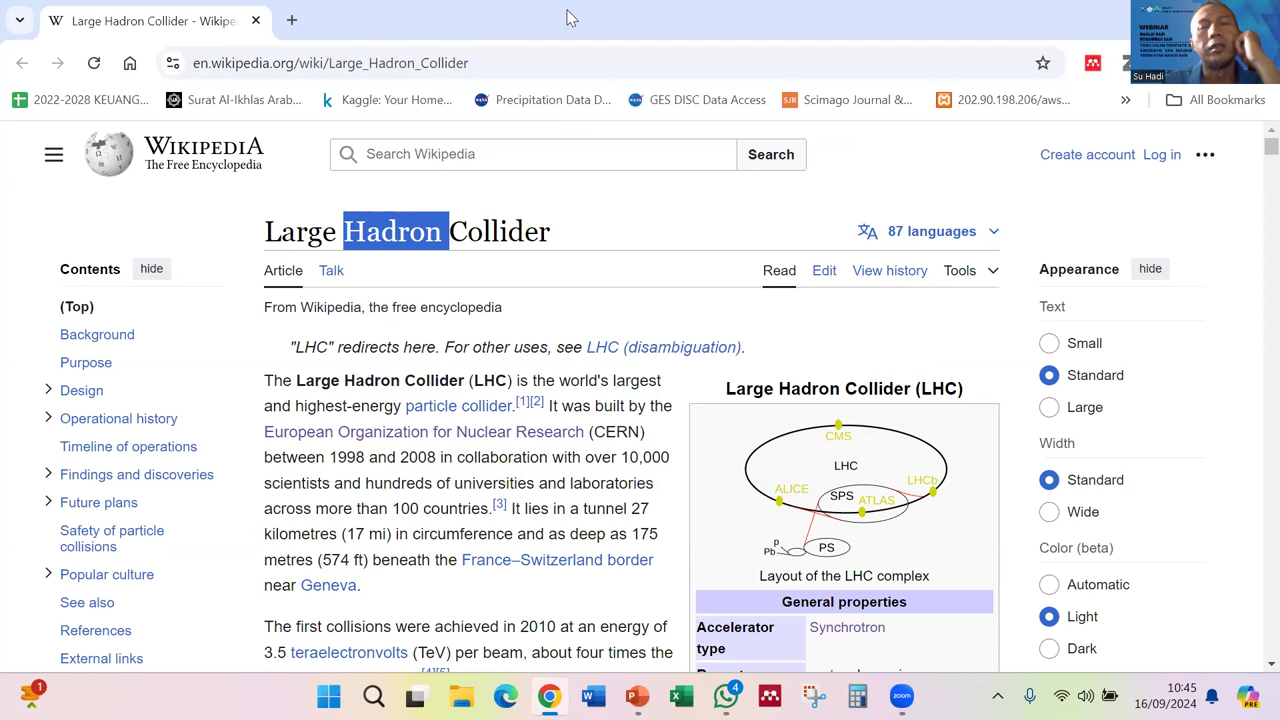 Large Hadron Collider - Wikipe
en.wikipedia.org/wiki/Large_Hadron_Collider
2022-2028 KEUANG...
Surat Al-Ikhlas Arab...
Kaggle: Your Home...
Precipitation Data D...
GES DISC Data Access
SJR
Scimago Journal &...
202.90.198.206/aws...
All Bookmarks
WEBINAR
Su Hadi
WIKIPEDIA
The Free Encyclopedia
Search Wikipedia
Search
Create account
Log in
Large Hadron Collider
87 languages
Contents
hide
(Top)
Background
Purpose
Design
Operational history
Timeline of operations
Findings and discoveries
Future plans
Safety of particle
collisions
Popular culture
See also
References
External links
Article
Talk
Read
Edit
View history
Tools
From Wikipedia, the free encyclopedia
"LHC" redirects here. For other uses, see LHC (disambiguation).
The Large Hadron Collider (LHC) is the world's largest
and highest-energy particle collider.[1][2] It was built by the
European Organization for Nuclear Research (CERN)
between 1998 and 2008 in collaboration with over 10,000
scientists and hundreds of universities and laboratories
across more than 100 countries.[3] It lies in a tunnel 27
kilometres (17 mi) in circumference and as deep as 175
metres (574 ft) beneath the France–Switzerland border
near Geneva.
The first collisions were achieved in 2010 at an energy of
3.5 teraelectronvolts (TeV) per beam, about four times the
Large Hadron Collider (LHC)
CMS
LHC
LHCb
ALICE
SPS
ATLAS
p
Pb
PS
Layout of the LHC complex
General properties
Accelerator
type
Synchrotron
Appearance
hide
Text
Small
Standard
Large
Width
Standard
Wide
Color (beta)
Automatic
Light
Dark
1
4
zoom
10:45
16/09/2024
PRE